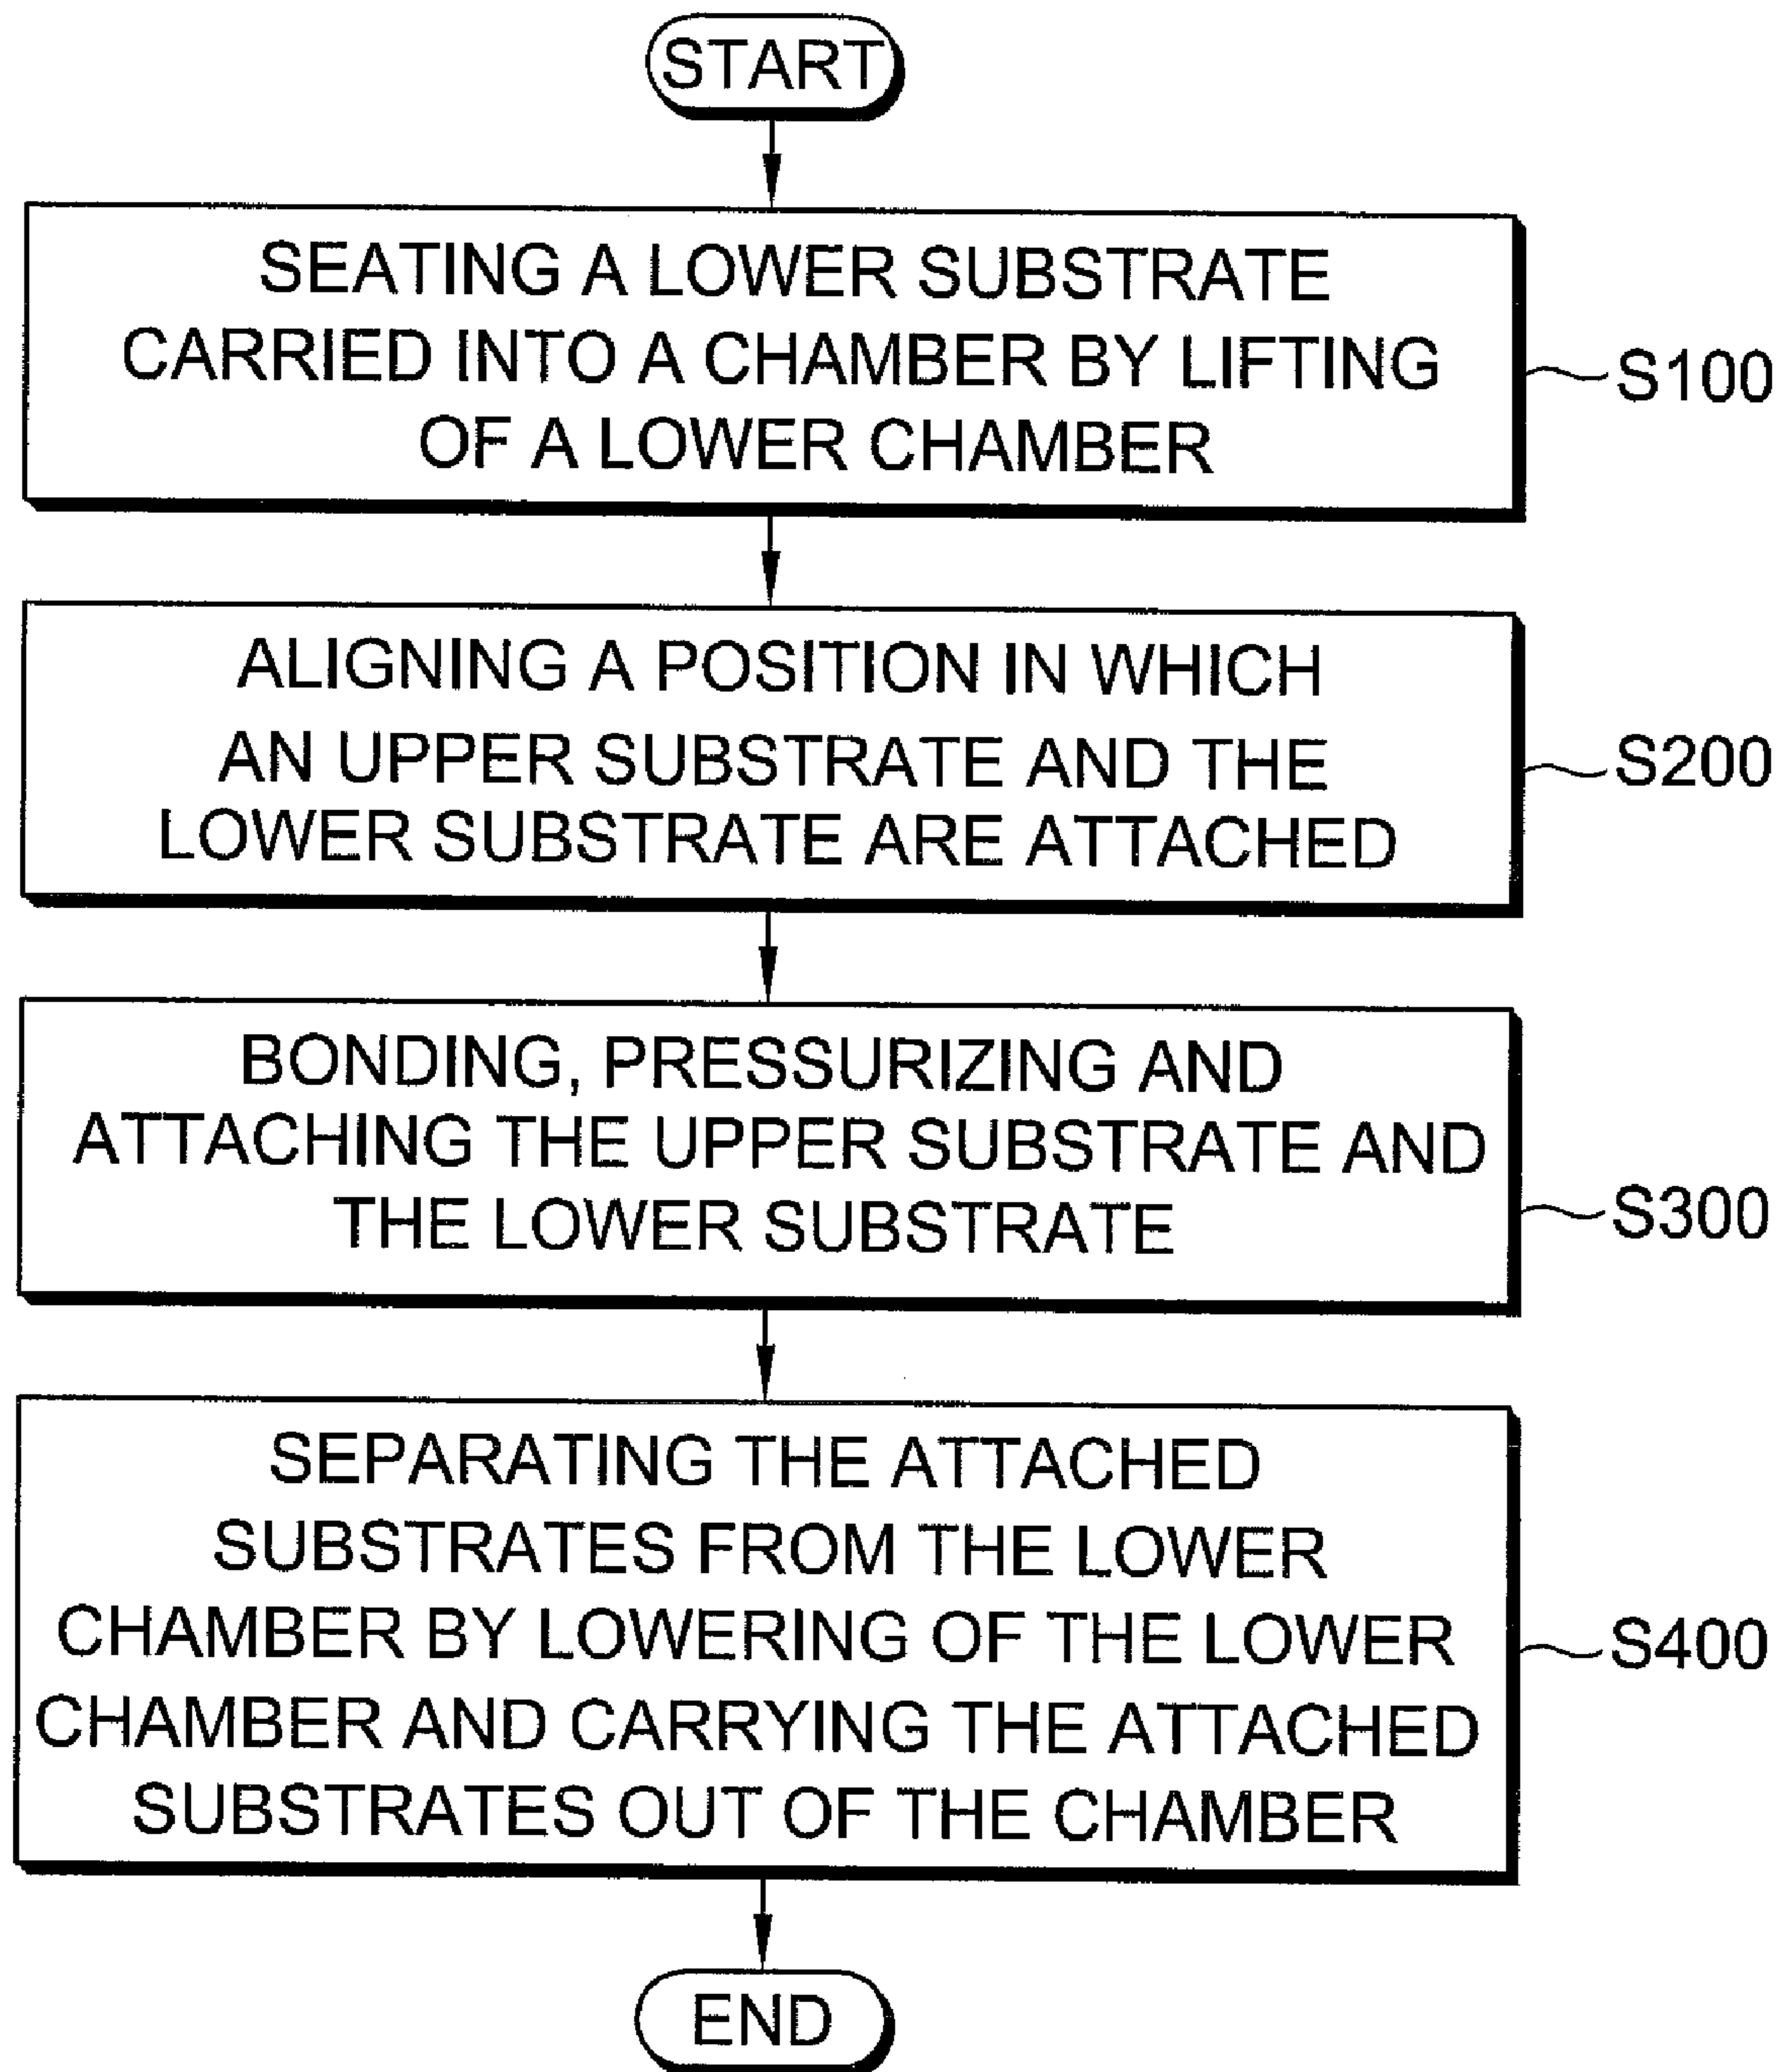 START
SEATING A LOWER SUBSTRATE
CARRIED INTO A CHAMBER BY LIFTING
OF A LOWER CHAMBER
S100
ALIGNING A POSITION IN WHICH
AN UPPER SUBSTRATE AND THE
LOWER SUBSTRATE ARE ATTACHED
S200
BONDING, PRESSURIZING AND
ATTACHING THE UPPER SUBSTRATE AND
THE LOWER SUBSTRATE
S300
SEPARATING THE ATTACHED
SUBSTRATES FROM THE LOWER
CHAMBER BY LOWERING OF THE LOWER
CHAMBER AND CARRYING THE ATTACHED
SUBSTRATES OUT OF THE CHAMBER
S400
END